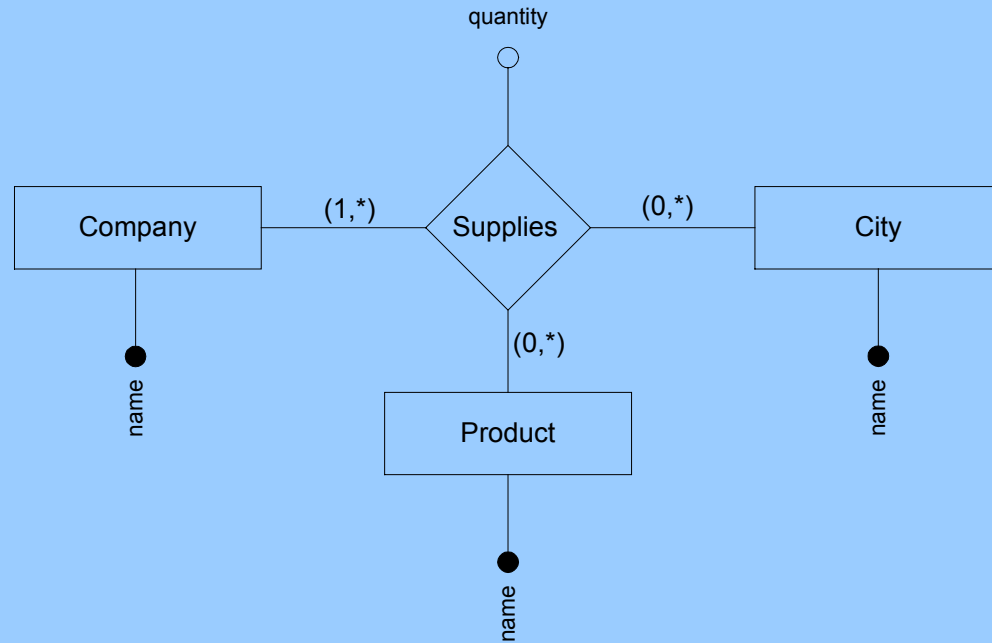 quantity
Company
(1,*)
Supplies
(0,*)
City
(0,*)
name
Product
name
name